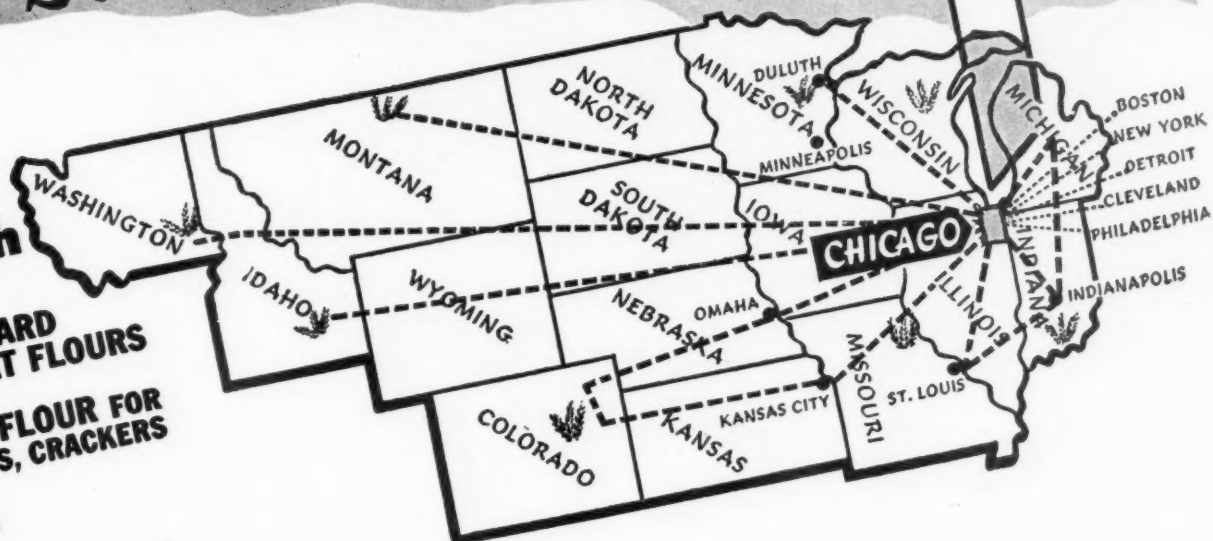 NORTH
DAKOTA
MINNESOTA
DULUTH
WISCONSIN
MICHIGAN
BOSTON
NEW YORK
DETROIT
CLEVELAND
PHILADELPHIA
MONTANA
MINNEAPOLIS
WASHINGTON
SOUTH
DAKOTA
IOWA
CHICAGO
INDIANA
INDIANAPOLIS
IDAHO
WYOMING
NEBRASKA
OMAHA
ILLINOIS
MISSOURI
ST. LOUIS
COLORADO
KANSAS CITY
KANSAS
ARD
T FLOURS
FLOUR FOR
S, CRACKERS